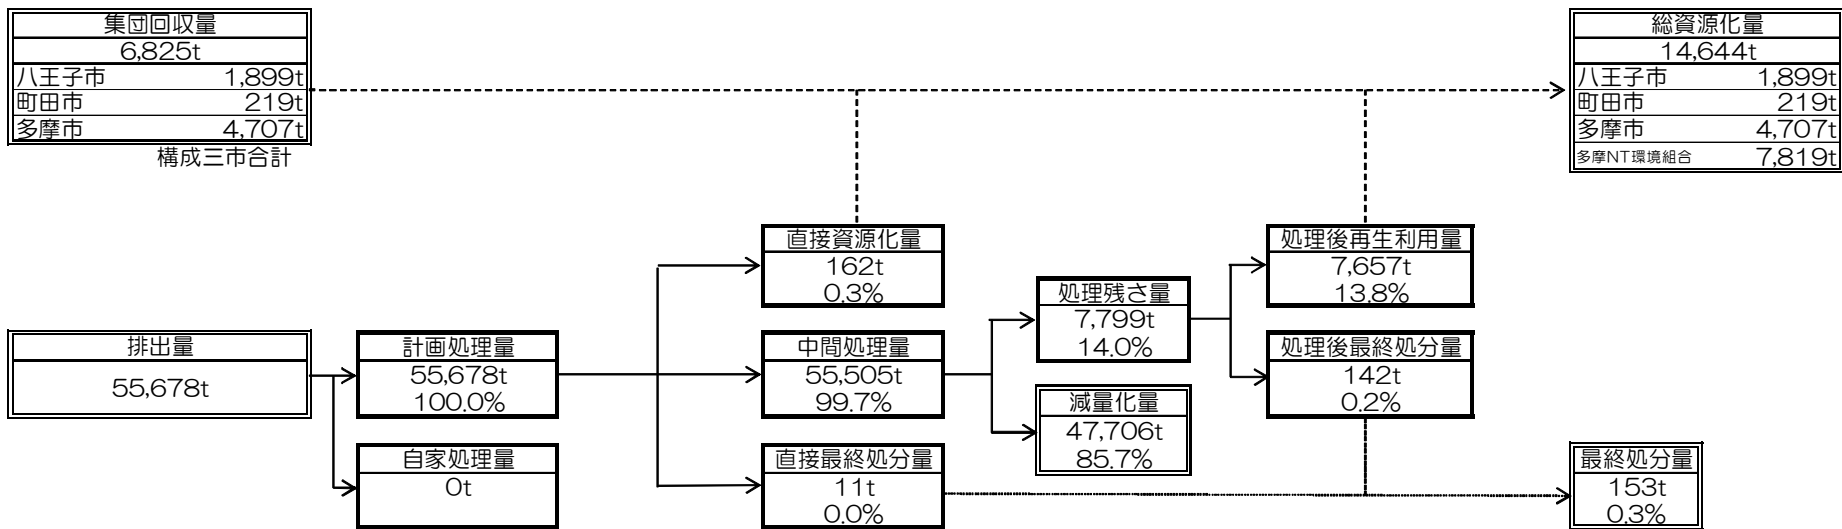 集団回収量
6,825t
八王子市 1,899t
町田市 219t
多摩市 4,707t
構成三市合計
総資源化量
14,644t
八王子市 1,899t
町田市 219t
多摩市 4,707t
多摩NT環境組合 7,819t
排出量
55,678t
計画処理量
55,678t
100.0%
自家処理量
0t
直接資源化量
162t
0.3%
中間処理量
55,505t
99.7%
直接最終処分量
11t
0.0%
処理残さ量
7,799t
14.0%
減量化量
47,706t
85.7%
処理後再生利用量
7,657t
13.8%
処理後最終処分量
142t
0.2%
最終処分量
153t
0.3%